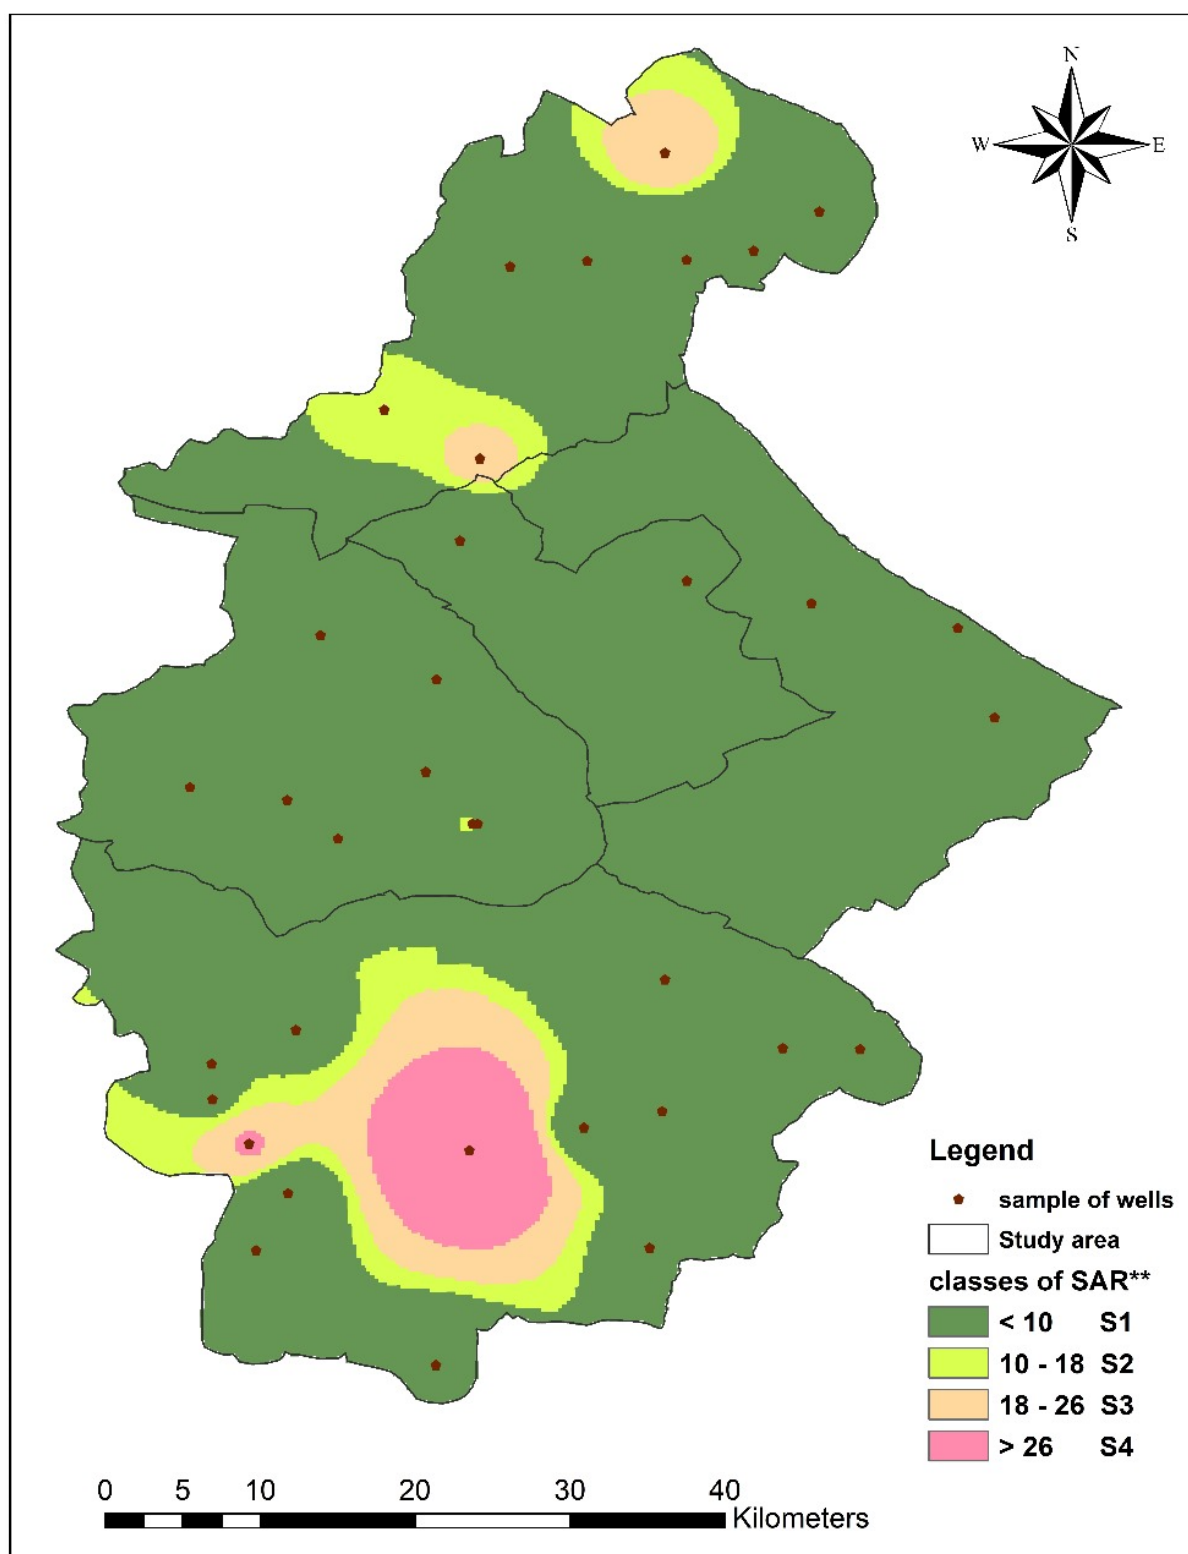 N
W E
S
Legend
sample of wells
Study area
classes of SAR**
< 10 S1
10 - 18 S2
18 - 26 S3
> 26 S4
0 5 10 20 30 40
Kilometers